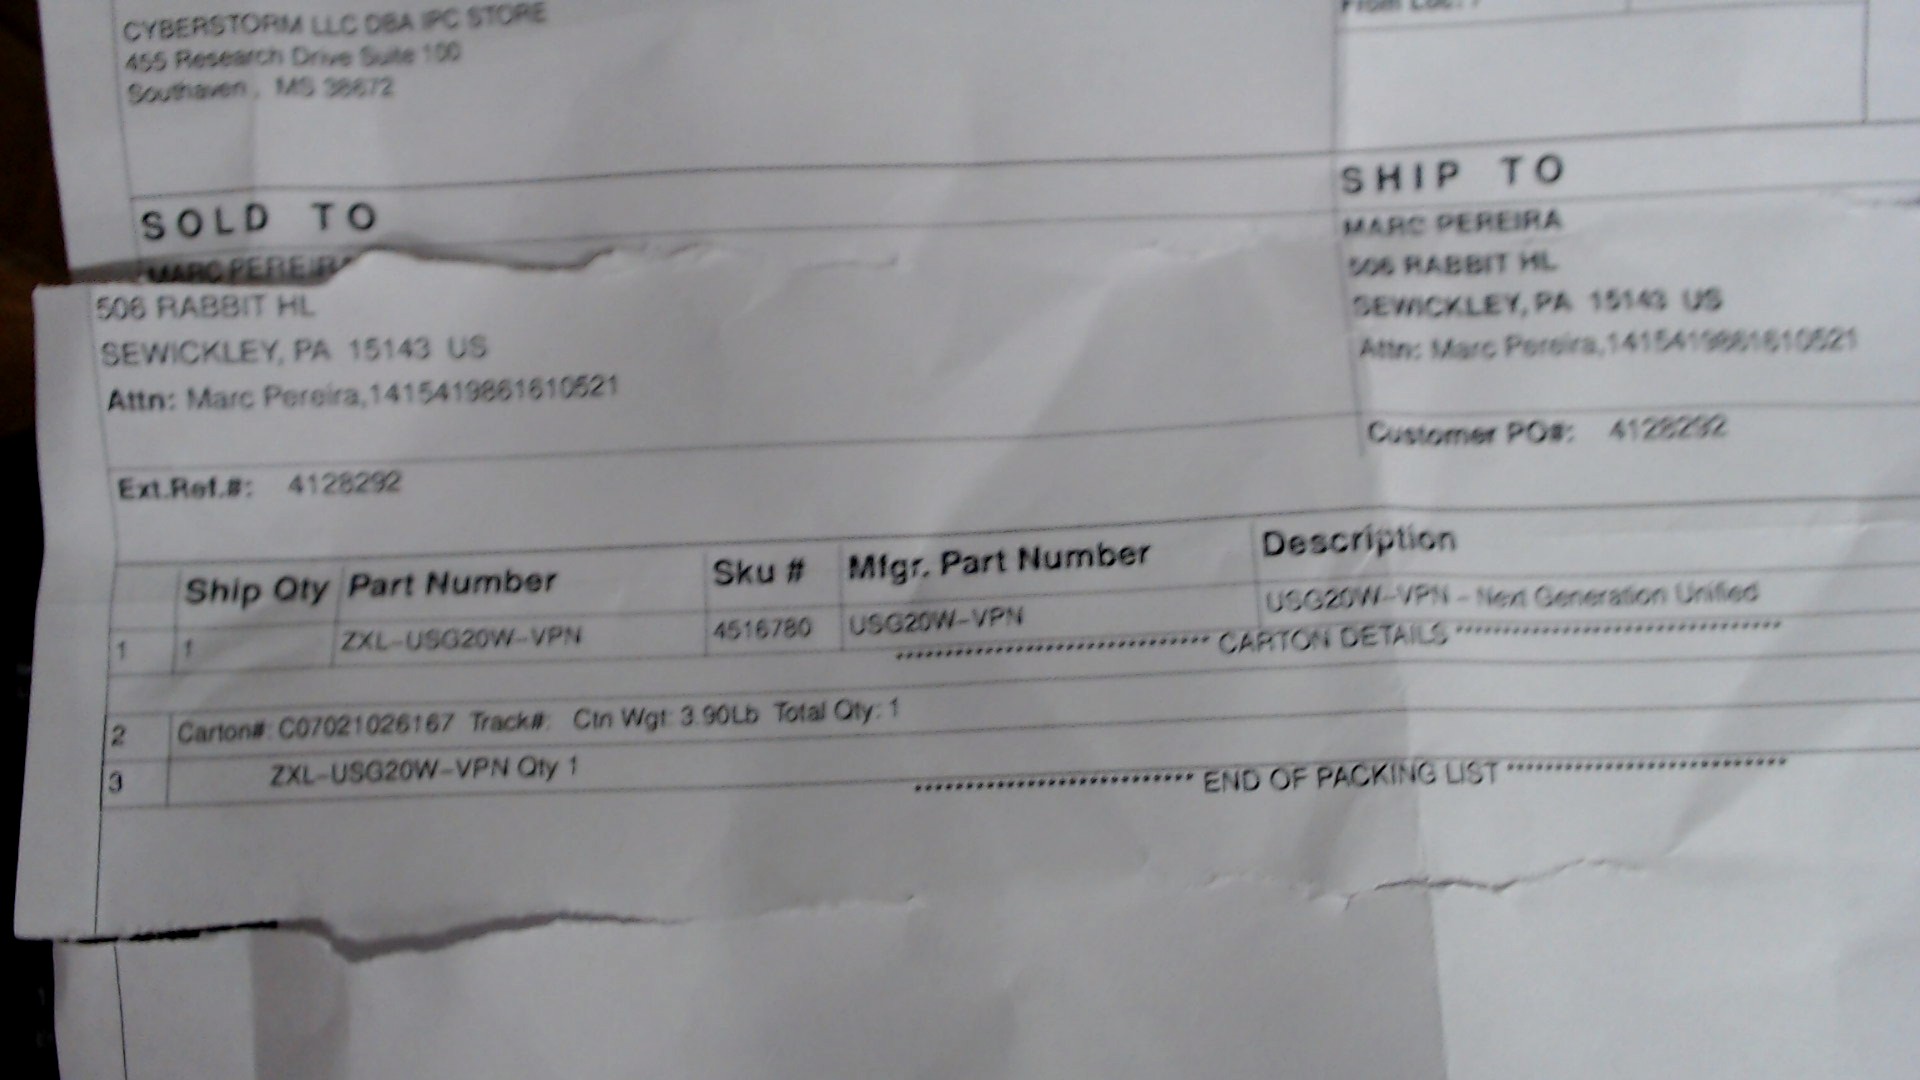 CYBERSTORM LLC DBA IPC STORE
455 Research Drive Suite 100
Southaven, MS 38672
From Loc:
SOLD TO
MARC PEREIRA
506 RABBIT HL
SEWICKLEY, PA 15143 US
Attn: Marc Pereira,1415419861610521
SHIP TO
MARC PEREIRA
506 RABBIT HL
SEWICKLEY, PA 15143 US
Attn: Marc Pereira,1415419861610521
Ext.Ref.#: 4128292
Customer PO#: 4128292
Ship Qty Part Number Sku # Mfgr. Part Number Description
1 1 ZXL-USG20W-VPN 4516780 USG20W-VPN USG20W-VPN - Next Generation Unified
CARTON DETAILS
2 Carton#: C07021026167 Track#: Ctn Wgt: 3.90Lb Total Qty: 1
3 ZXL-USG20W-VPN Qty 1
END OF PACKING LIST